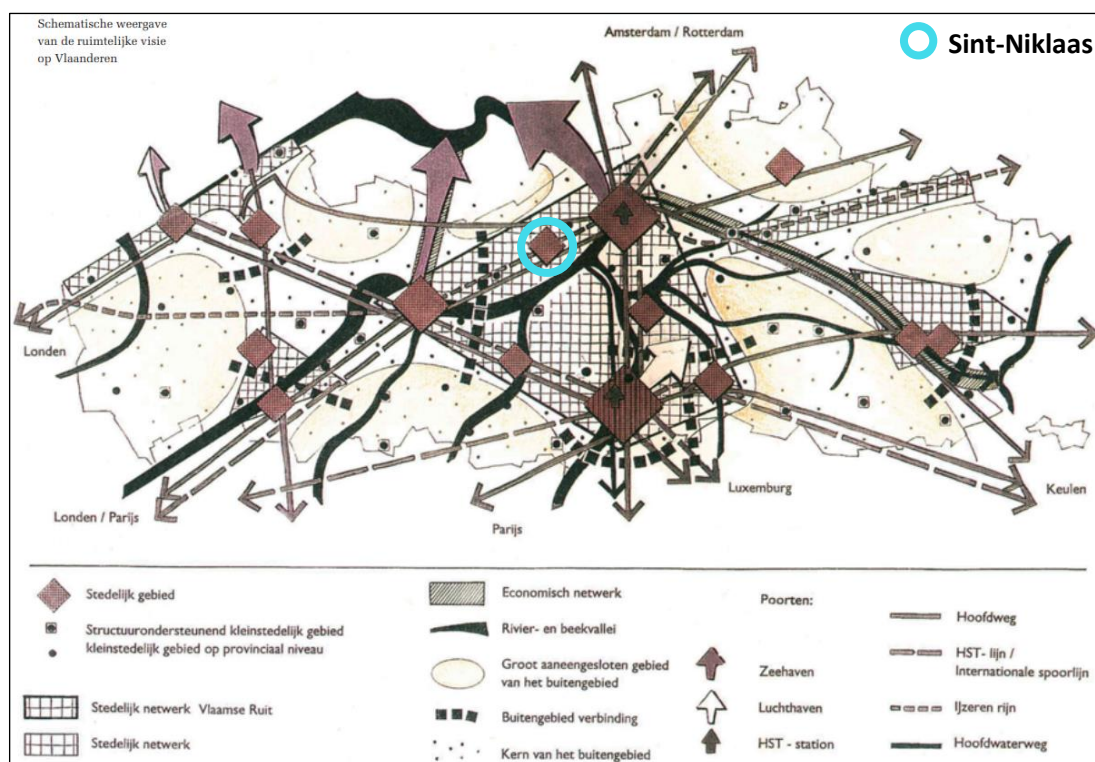 Schematische weergave
van de ruimtelijke visie
op Vlaanderen
Amsterdam / Rotterdam
Sint-Niklaas
Londen
Londen / Parijs
Parijs
Luxemburg
Keulen
Stedelijk gebied
Structuurondersteunend kleinstedelijk gebied
kleinstedelijk gebied op provinciaal niveau
Stedelijk netwerk Vlaamse Ruit
Stedelijk netwerk
Economisch netwerk
Rivier- en beekvallei
Groot aaneengesloten gebied
van het buitengebied
Buitengebied verbinding
Kern van het buitengebied
Poorten:
Zeehaven
Luchthaven
HST - station
Hoofdweg
HST- lijn /
Internationale spoorlijn
IJzeren rijn
Hoofdwaterweg